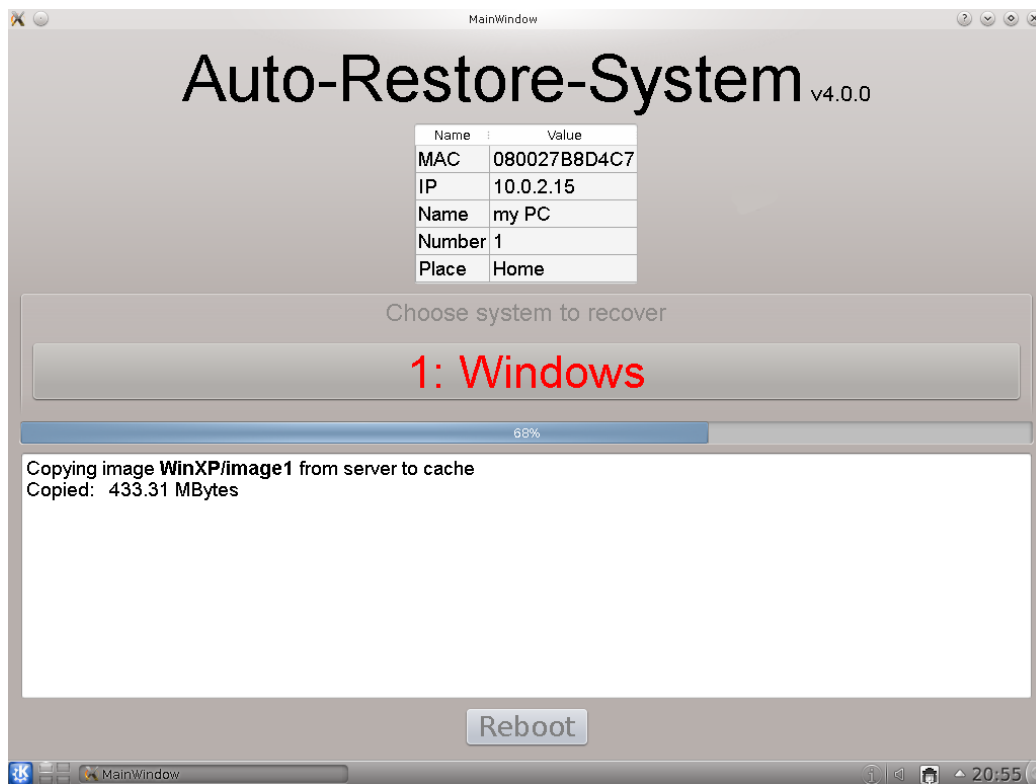 MainWindow
Auto-Restore-System v4.0.0
Name Value
MAC 080027B8D4C7
IP 10.0.2.15
Name my PC
Number 1
Place Home
Choose system to recover
1: Windows
68%
Copying image WinXP/image1 from server to cache
Copied: 433.31 MBytes
Reboot
MainWindow 20:55